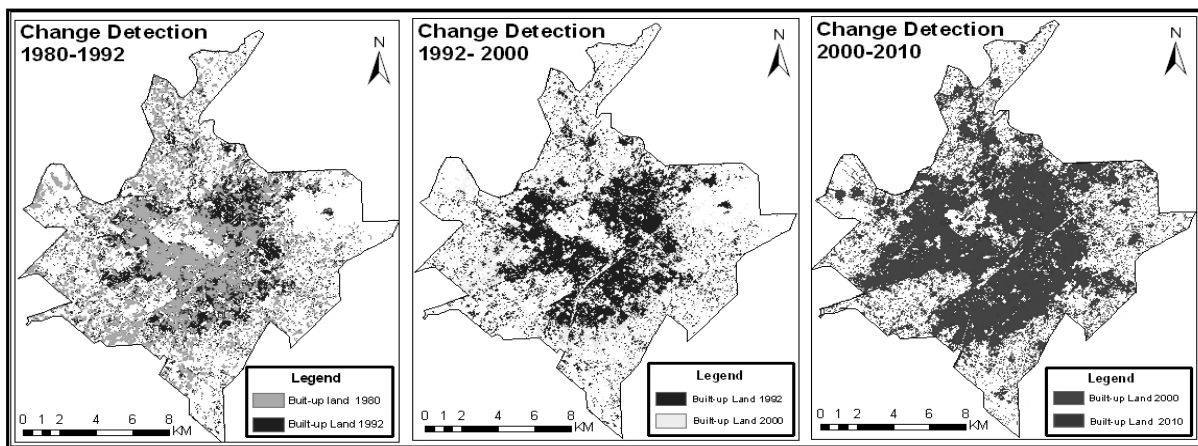 Change Detection
1980-1992
N
Legend
Buit-up land 1980
Built-up Land 1992
0 1 2 4 6 8
KM
Change Detection
1992- 2000
N
Legend
Built-up Land 1992
Built-up Land 2000
0 1 2 4 6 8
KM
Change Detection
2000-2010
N
Legend
Built-up Land 2000
Built-up Land 2010
0 1 2 4 6 8
KM